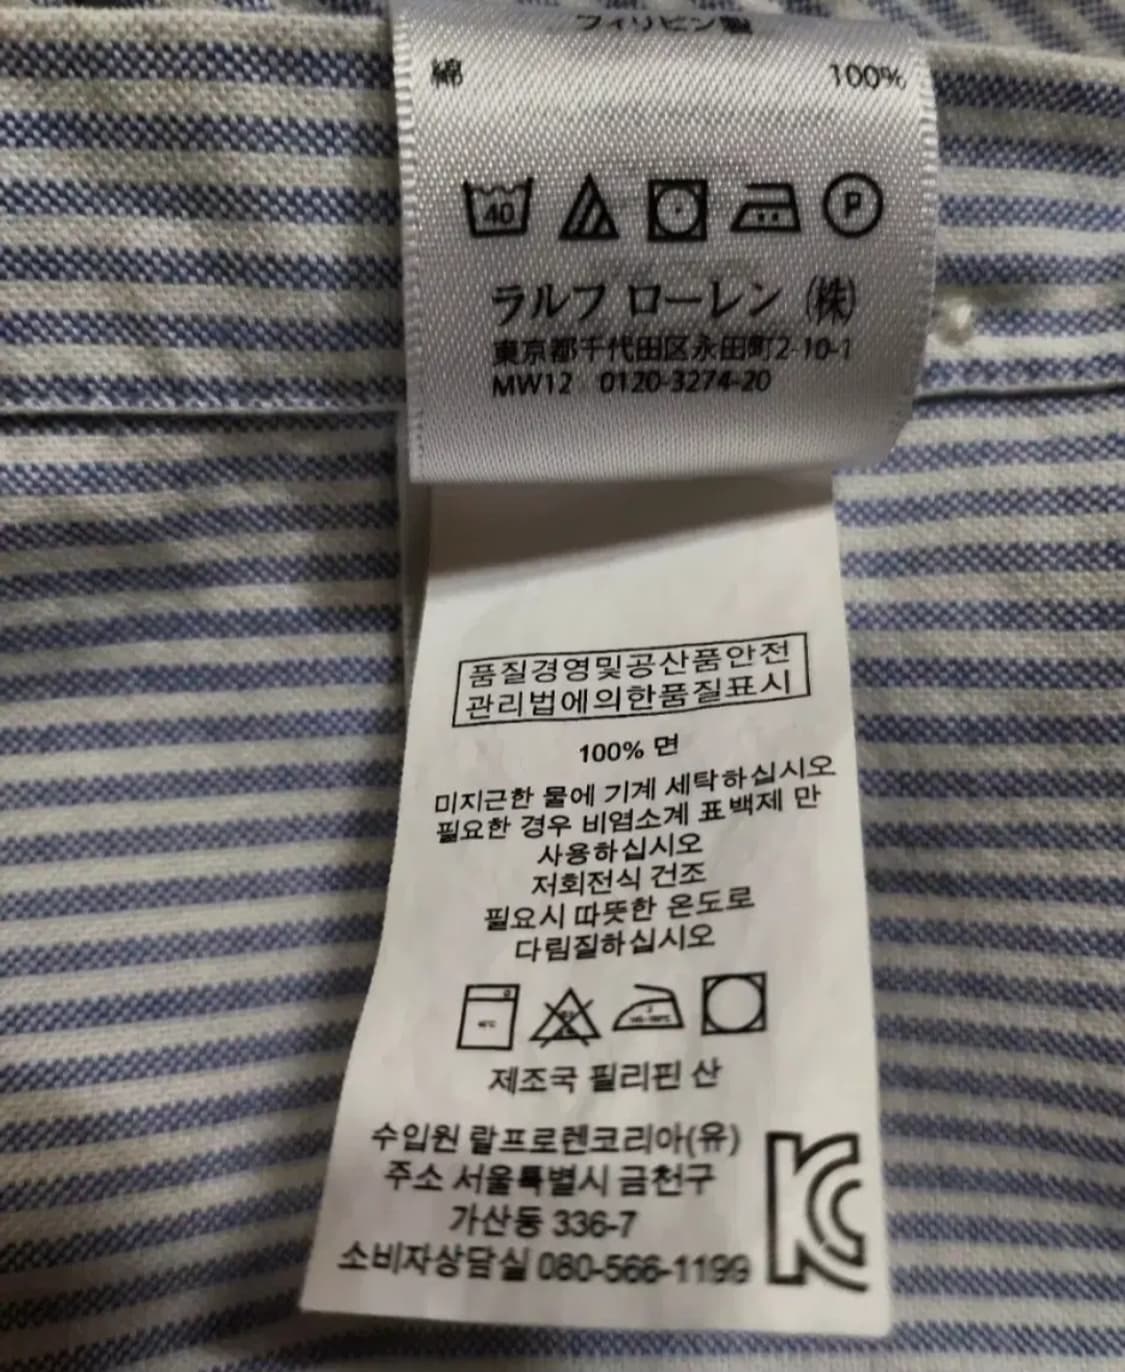 フィリピン製
綿 100%
40
P
ラルフ ローレン (株)
東京都千代田区永田町2-10-1
MW12 0120-3274-20
품질경영및공산품안전
관리법에의한품질표시
100% 면
미지근한 물에 기계 세탁하십시오
필요한 경우 비염소계 표백제 만
사용하십시오
저회전식 건조
필요시 따뜻한 온도로
다림질하십시오
제조국 필리핀 산
수입원 랄프로렌코리아(유)
주소 서울특별시 금천구
가산동 336-7
소비자상담실 080-566-1199